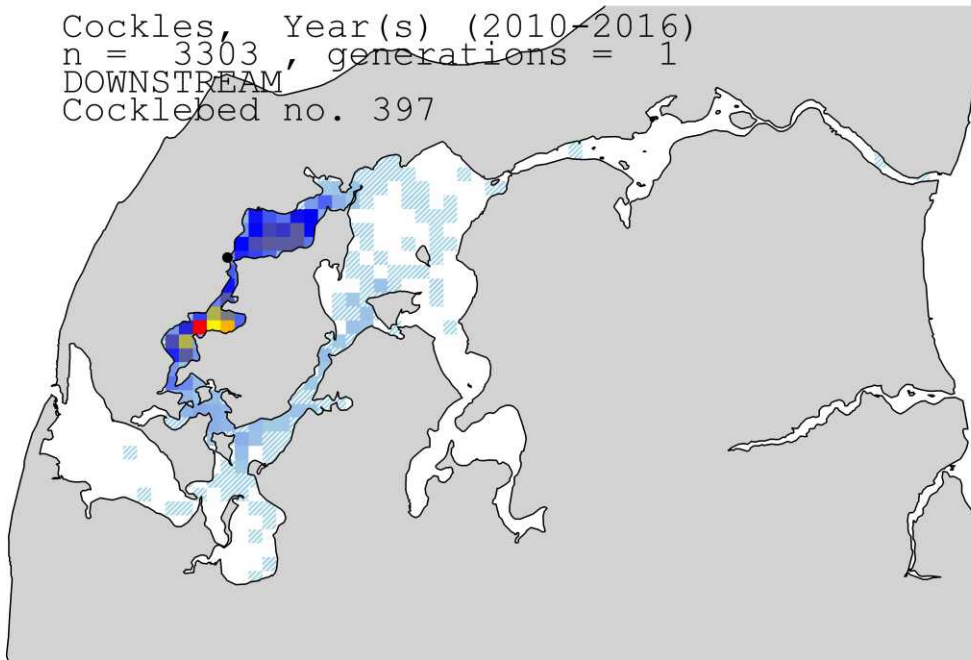 Cockles, Year(s) (2010-2016)
n = 3303 , generations = 1
DOWNSTREAM
Cocklebed no. 397